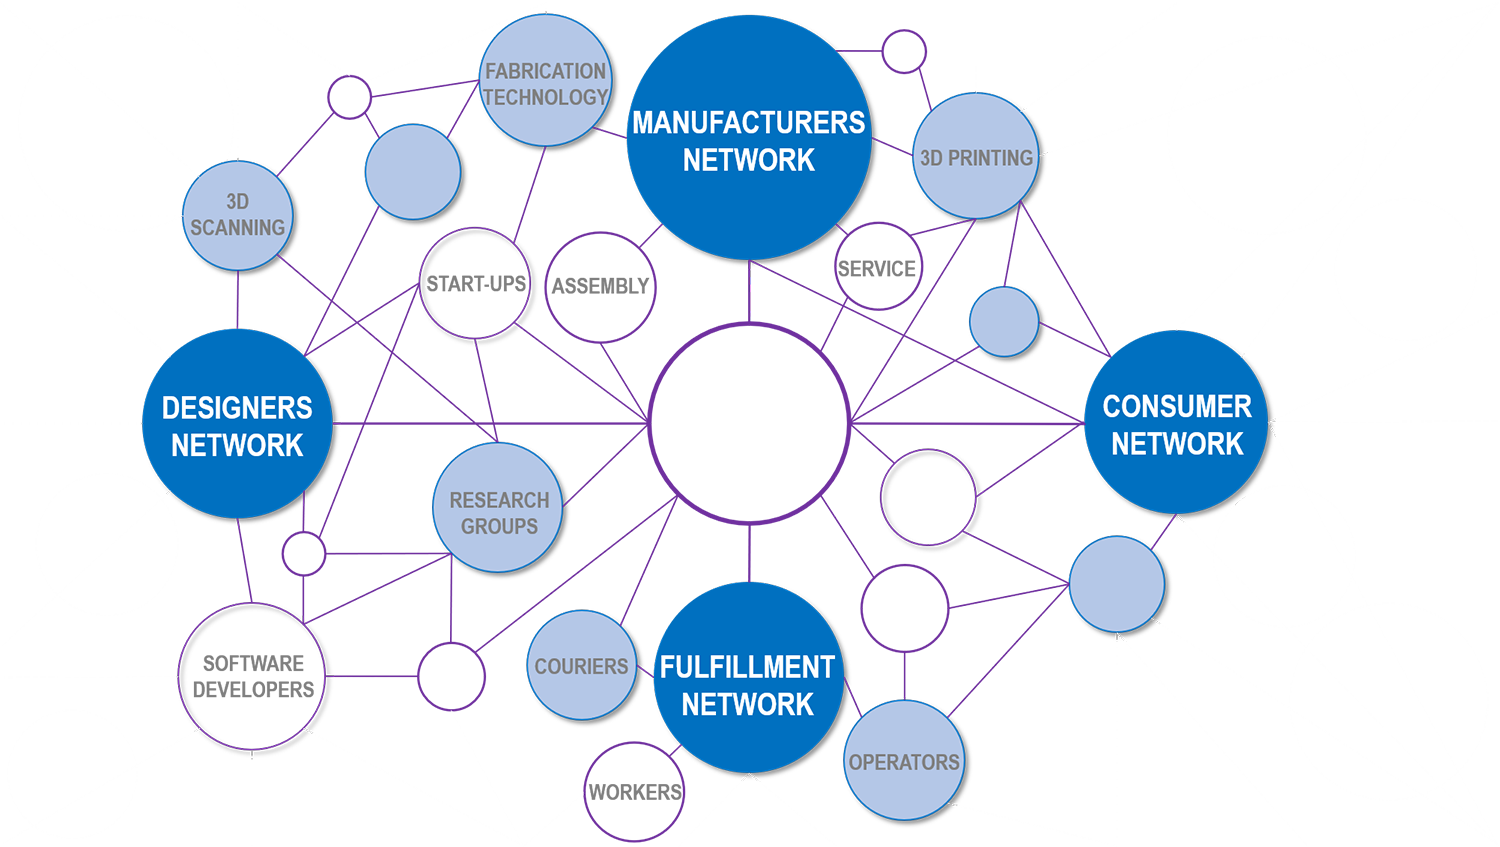 FABRICATION
TECHNOLOGY
MANUFACTURERS
NETWORK
3D PRINTING
3D
SCANNING
START-UPS
ASSEMBLY
SERVICE
DESIGNERS
NETWORK
CONSUMER
NETWORK
RESEARCH
GROUPS
SOFTWARE
DEVELOPERS
COURIERS
FULFILLMENT
NETWORK
OPERATORS
WORKERS